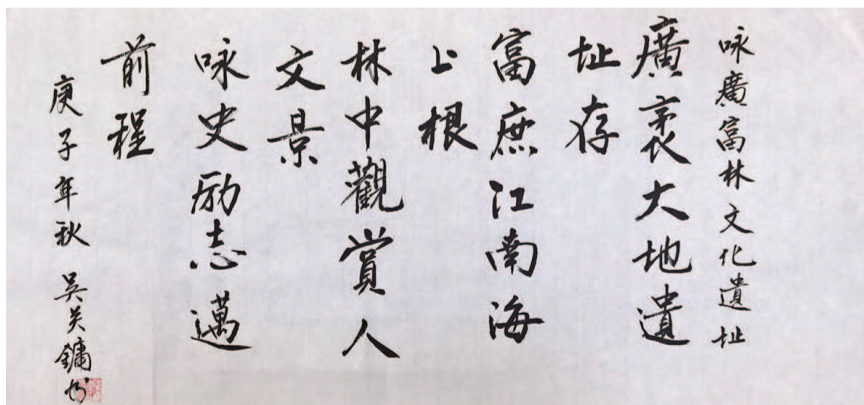 咏廣富林文化遺址
廣袤大地遺
址存
富庶江南海
上根
林中觀賞人
文景
咏史励志邁
前程
庚子年秋 吳关鏞